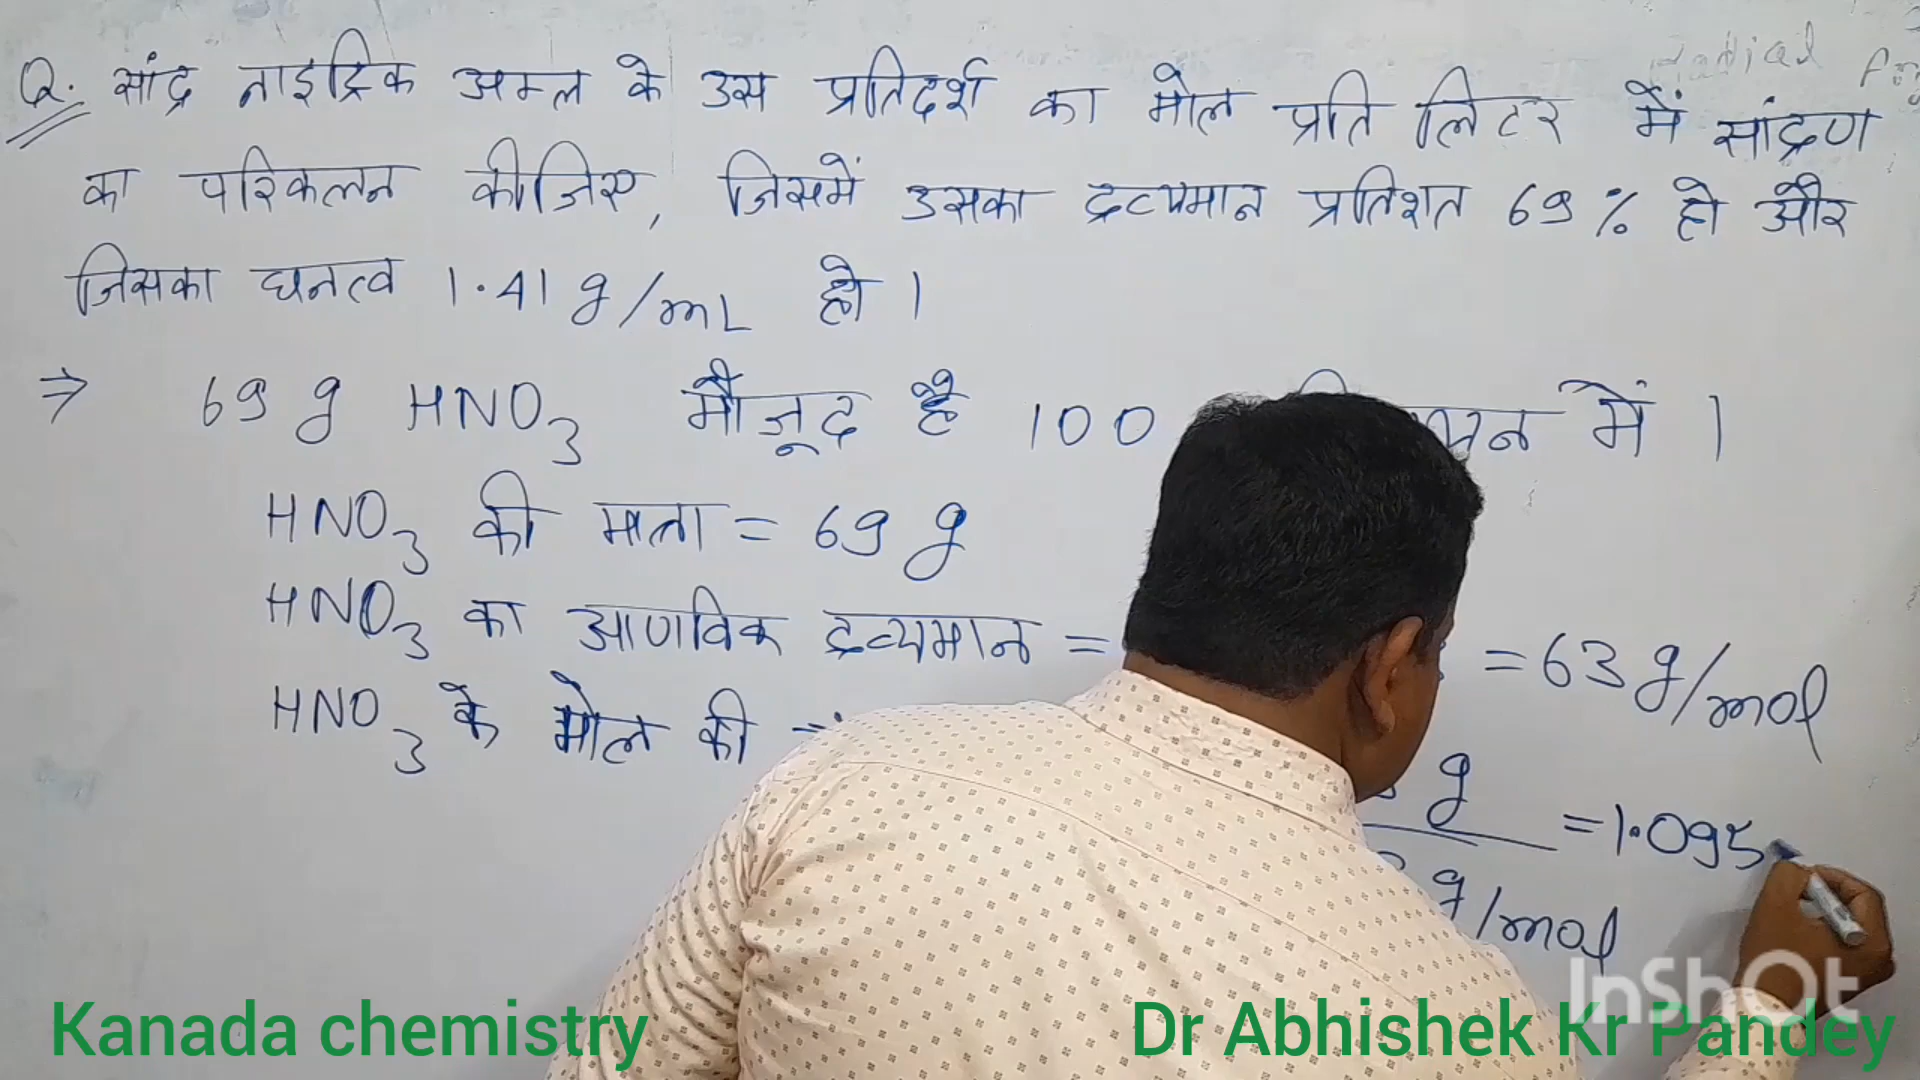 Radial
Q. सांद्र नाइट्रिक अम्ल के उस प्रतिदर्श का मोल प्रति लिटर में सांद्रण
का परिकलन कीजिए, जिसमें उसका द्रव्यमान प्रतिशत 69 % हो और
जिसका घनत्व 1.41 g/mL हो ।
⇒ 69 g HNO₃ मौजूद है 100 में ।
HNO₃ की मात्रा = 69 g
HNO₃ का आणविक द्रव्यमान = = 63 g/mol
HNO₃ के मोल की
g
= 1.095
g/mol
InShOt
Kanada chemistry
Dr Abhishek Kr Pandey